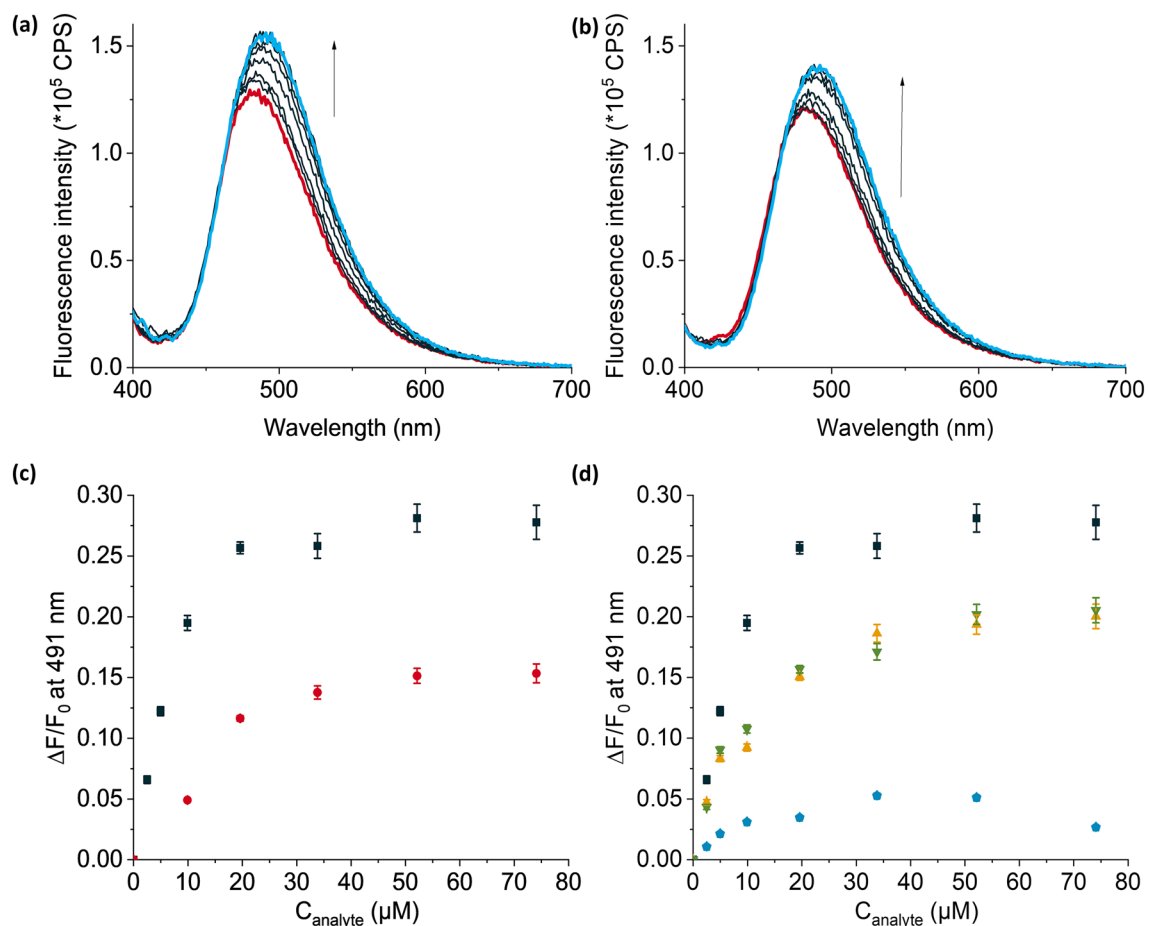 (a)
Fluorescence intensity (*10⁵ CPS)
1.5
1.0
0.5
0.0
400 500 600 700
Wavelength (nm)
(b)
Fluorescence intensity (*10⁵ CPS)
1.5
1.0
0.5
0.0
400 500 600 700
Wavelength (nm)
(c)
ΔF/F₀ at 491 nm
0.30
0.25
0.20
0.15
0.10
0.05
0.00
0 10 20 30 40 50 60 70 80
C_analyte (µM)
(d)
ΔF/F₀ at 491 nm
0.30
0.25
0.20
0.15
0.10
0.05
0.00
0 10 20 30 40 50 60 70 80
C_analyte (µM)